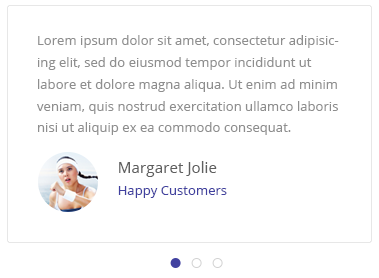 Lorem ipsum dolor sit amet, consectetur adipisic-
ing elit, sed do eiusmod tempor incididunt ut
labore et dolore magna aliqua. Ut enim ad minim
veniam, quis nostrud exercitation ullamco laboris
nisi ut aliquip ex ea commodo consequat.
Margaret Jolie
Happy Customers